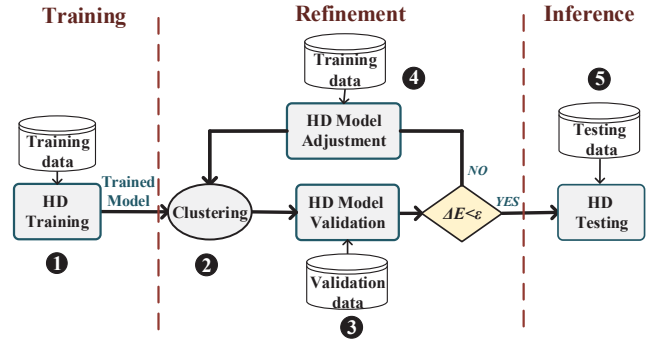 Training
Refinement
Inference
Training
data
4
HD Model
Adjustment
5
Testing
data
Training
data
HD
Training
1
Trained
Model
Clustering
2
HD Model
Validation
Validation
data
3
NO
ΔE<ε
YES
HD
Testing